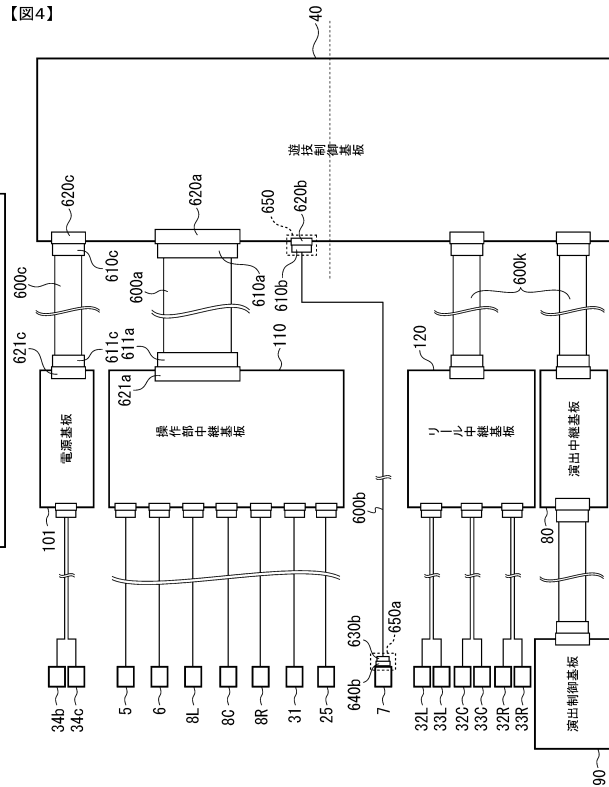 【図4】
40
遊技制御基板
620c
610c
600c
621c
611c
電源基板
101
34b
34c
620a
610a
600a
611a
621a
110
操作部中継基板
5
6
8L
8C
8R
31
25
650
620b
610b
600b
630b
650a
640b
7
600k
120
リール中継基板
32L
33L
32C
33C
32R
33R
演出中継基板
80
演出制御基板
90